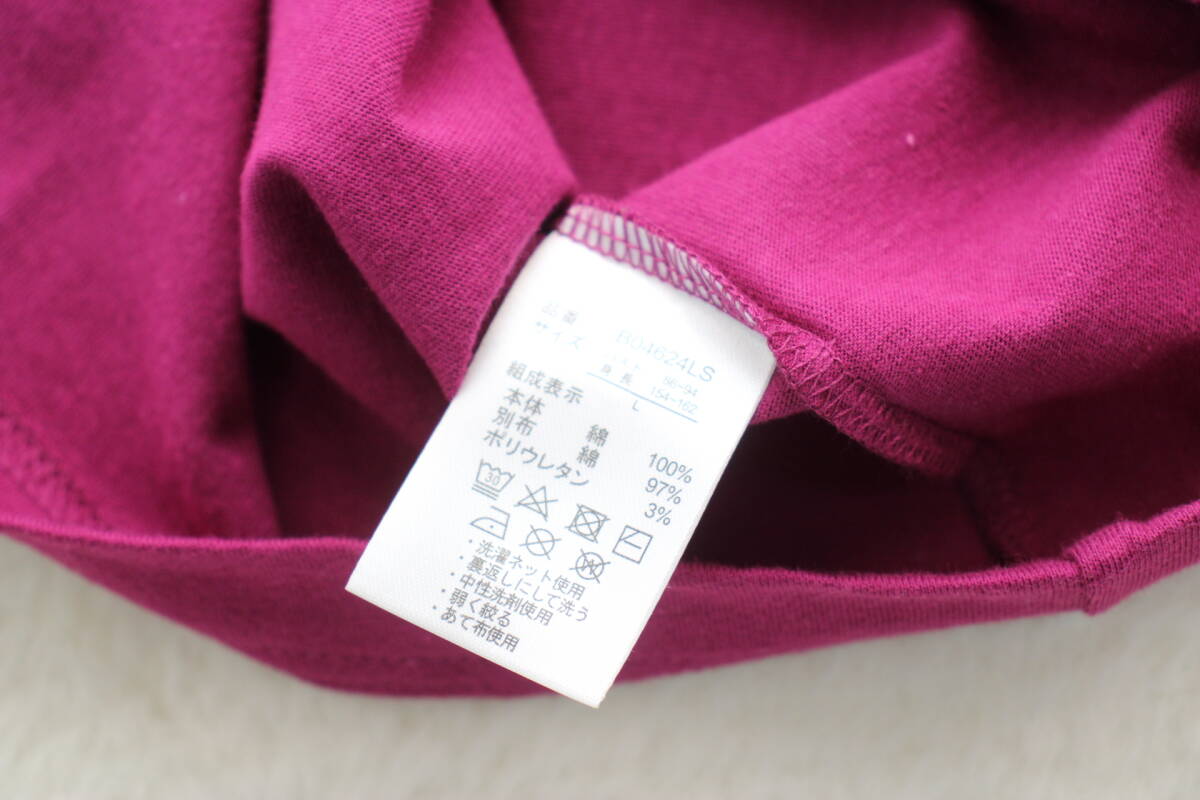 品番 B04624LS
サイズ バスト 86-94
身長 154-162
L
組成表示
本体 綿 100%
別布 綿 97%
ポリウレタン 3%
30
W
・洗濯ネット使用
・裏返しにして洗う
・中性洗剤使用
・弱く絞る
・あて布使用